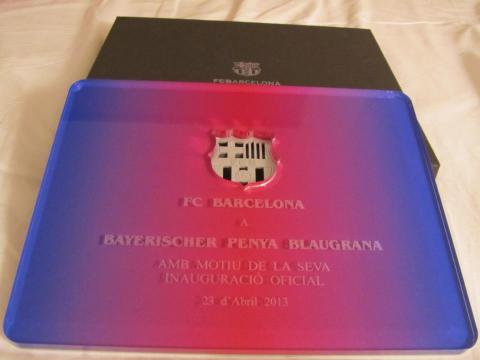 FCBARCELONA
FC BARCELONA
A
BAYERISCHER PENYA BLAUGRANA
AMB MOTIU DE LA SEVA
INAUGURACIÓ OFICIAL
23 d'Abril 2013